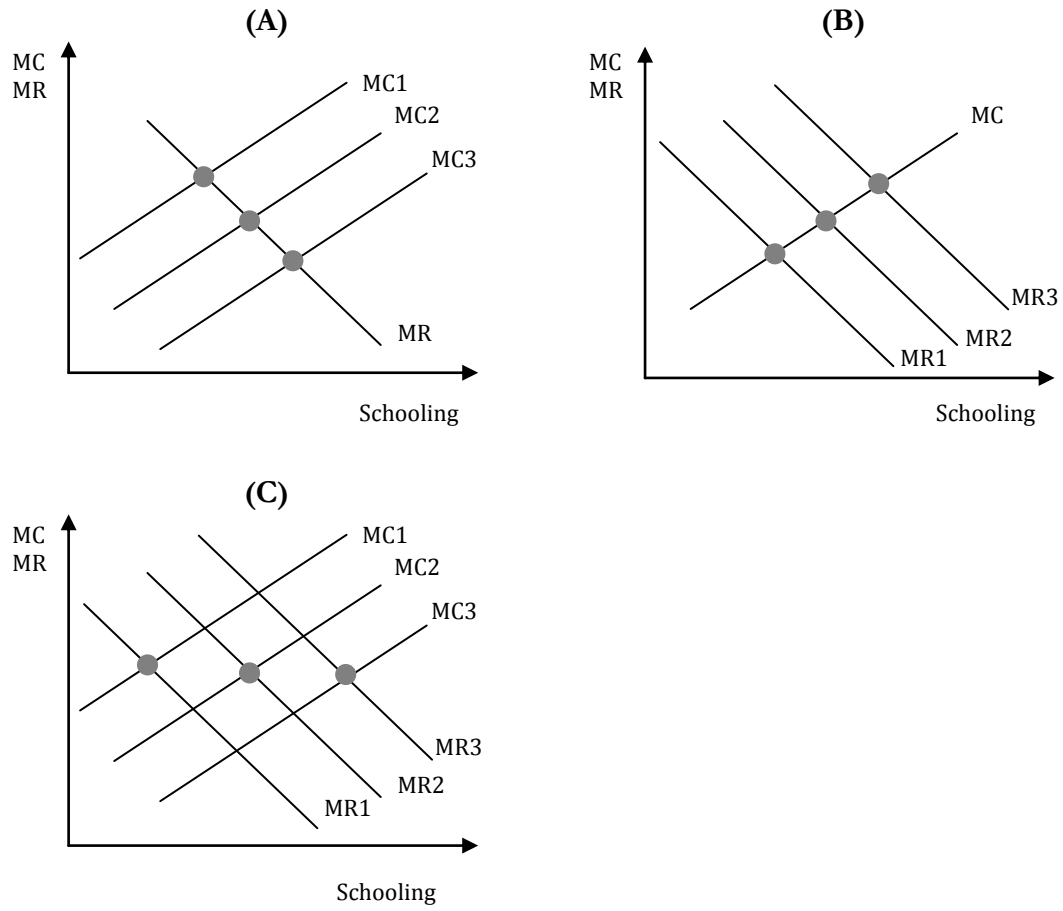 (A)
MC
MR
MC1
MC2
MC3
MR
Schooling
(B)
MC
MR
MC
MR3
MR2
MR1
Schooling
(C)
MC
MR
MC1
MC2
MC3
MR3
MR2
MR1
Schooling